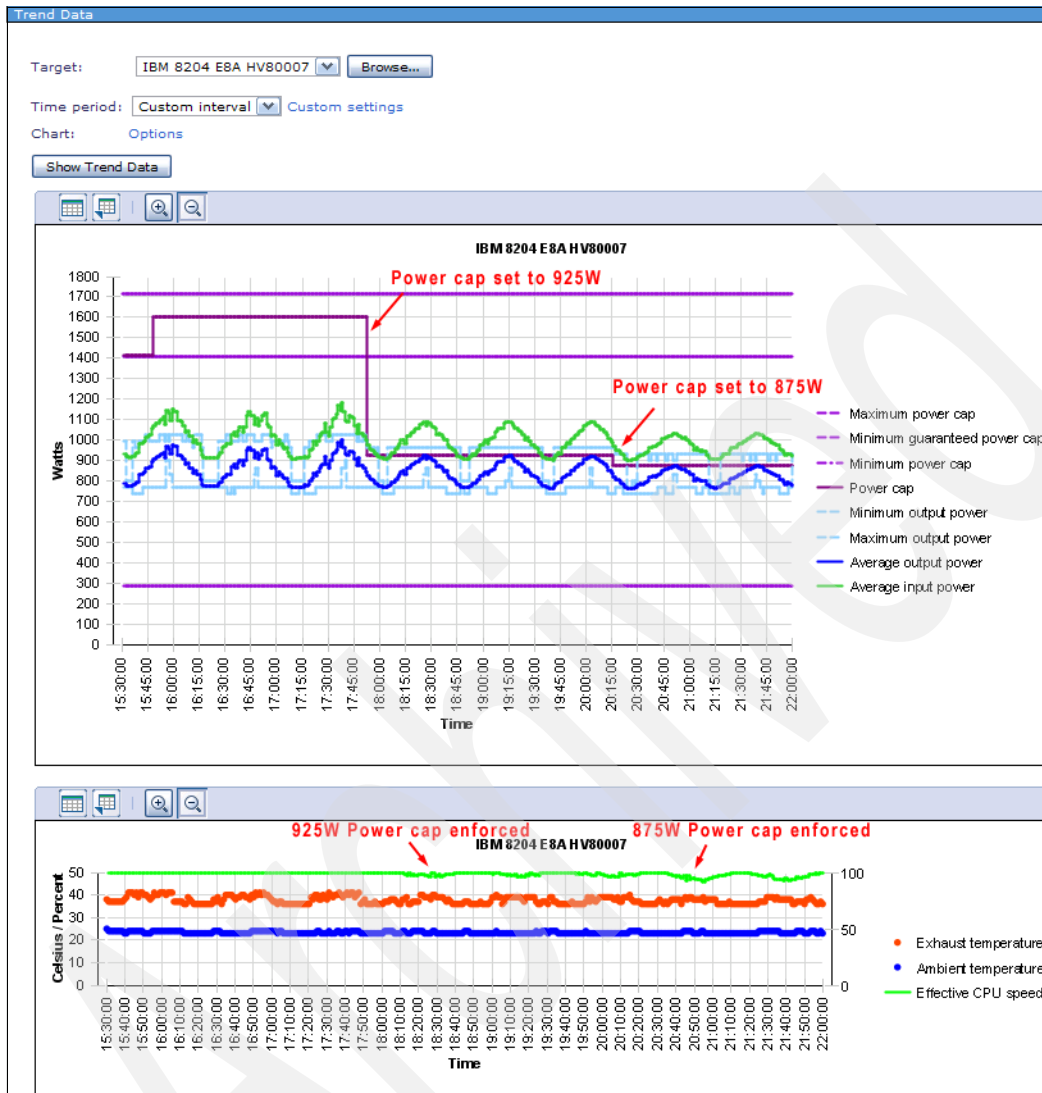 Trend Data
Target: IBM 8204 E8A HV80007 Browse...
Time period: Custom interval Custom settings
Chart: Options
Show Trend Data
IBM 8204 E8A HV80007
Power cap set to 925W
Power cap set to 875W
Watts
1800
1700
1600
1500
1400
1300
1200
1100
1000
900
800
700
600
500
400
300
200
100
0
15:30:00 15:45:00 16:00:00 16:15:00 16:30:00 16:45:00 17:00:00 17:15:00 17:30:00 17:45:00 18:00:00 18:15:00 18:30:00 18:45:00 19:00:00 19:15:00 19:30:00 19:45:00 20:00:00 20:15:00 20:30:00 20:45:00 21:00:00 21:15:00 21:30:00 21:45:00 22:00:00
Time
Maximum power cap
Minimum guaranteed power cap
Minimum power cap
Power cap
Minimum output power
Maximum output power
Average output power
Average input power
925W Power cap enforced
875W Power cap enforced
IBM 8204 E8A HV80007
Celsius / Percent
50
40
30
20
10
0
100
50
0
15:30:00 15:40:00 15:50:00 16:00:00 16:10:00 16:20:00 16:30:00 16:40:00 16:50:00 17:00:00 17:10:00 17:20:00 17:30:00 17:40:00 17:50:00 18:00:00 18:10:00 18:20:00 18:30:00 18:40:00 18:50:00 19:00:00 19:10:00 19:20:00 19:30:00 19:40:00 19:50:00 20:00:00 20:10:00 20:20:00 20:30:00 20:40:00 20:50:00 21:00:00 21:10:00 21:20:00 21:30:00 21:40:00 21:50:00 22:00:00
Time
Exhaust temperature
Ambient temperature
Effective CPU speed
Archived